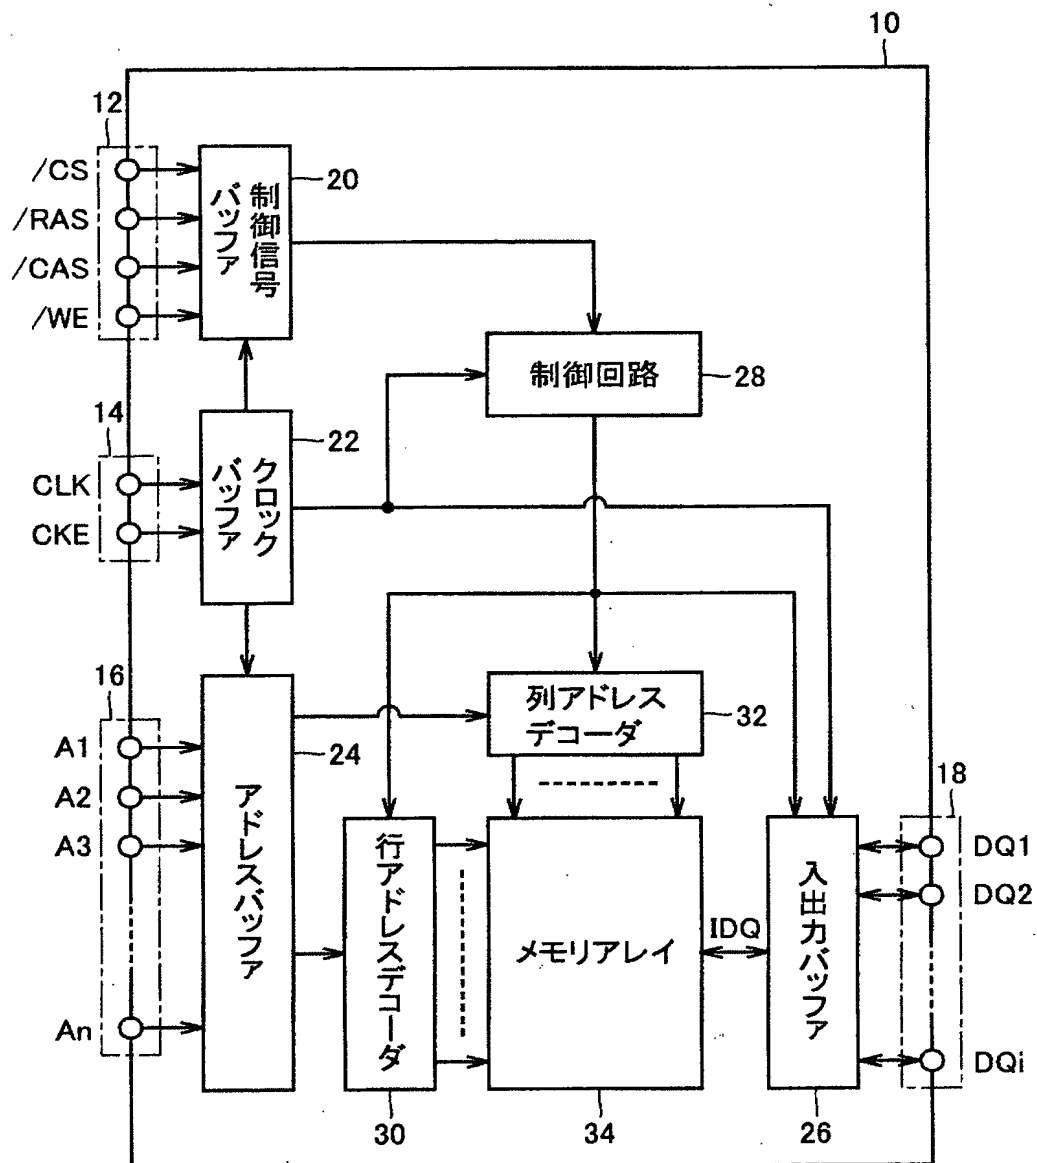 10
12
/CS
/RAS
/CAS
/WE
制御信号
バッファ
20
制御回路
28
14
CLK
CKE
クロック
バッファ
22
16
A1
A2
A3
An
アドレスバッファ
24
列アドレス
デコーダ
32
行アドレスデコーダ
30
メモリアレイ
34
IDQ
入出力バッファ
26
18
DQ1
DQ2
DQi